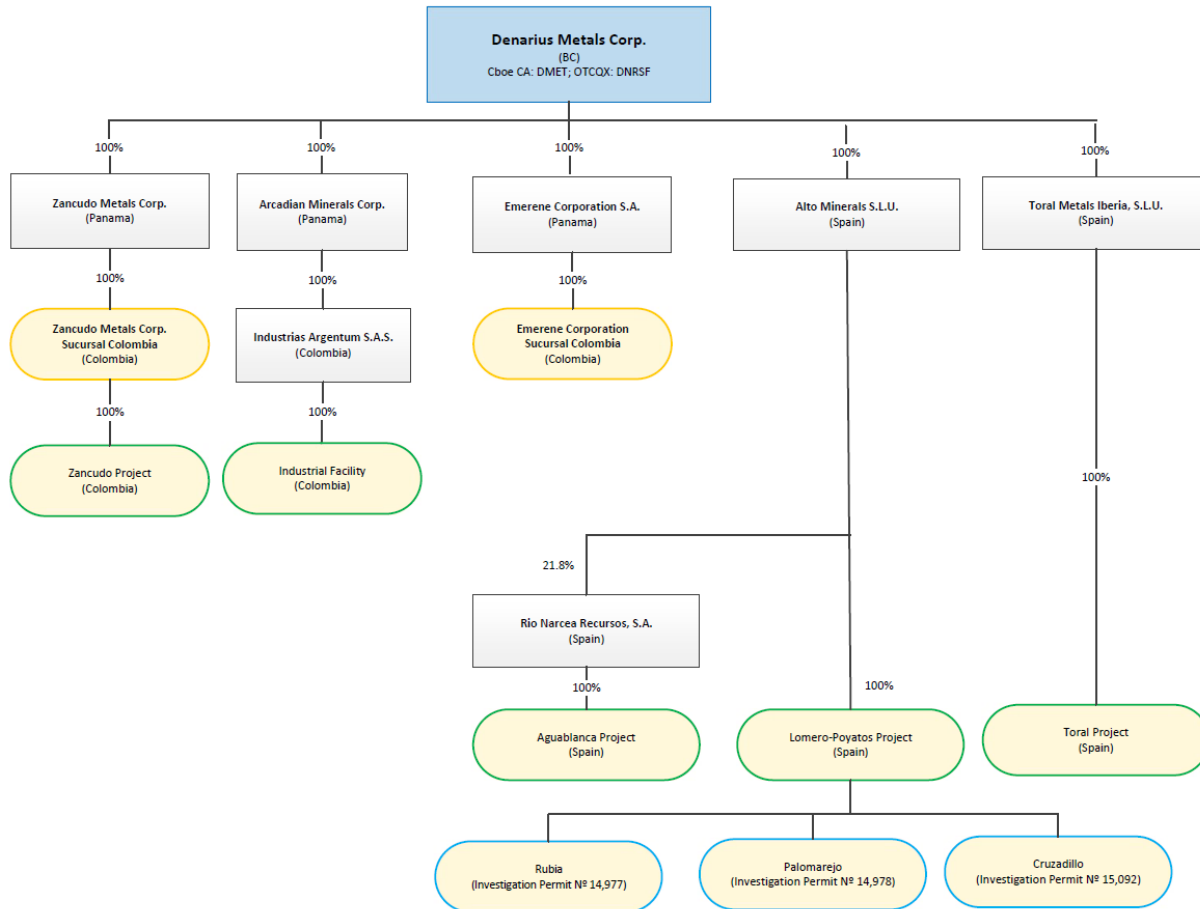 Denarius Metals Corp.
(BC)
Cboe CA: DMET; OTCQX: DNRSF
100%
100%
100%
100%
100%
Zancudo Metals Corp.
(Panama)
Arcadian Minerals Corp.
(Panama)
Emerene Corporation S.A.
(Panama)
Alto Minerals S.L.U.
(Spain)
Toral Metals Iberia, S.L.U.
(Spain)
100%
100%
100%
Zancudo Metals Corp.
Sucursal Colombia
(Colombia)
Industrias Argentum S.A.S.
(Colombia)
Emerene Corporation
Sucursal Colombia
(Colombia)
100%
100%
Zancudo Project
(Colombia)
Industrial Facility
(Colombia)
100%
21.8%
Rio Narcea Recursos, S.A.
(Spain)
100%
100%
Aguablanca Project
(Spain)
Lomero-Poyatos Project
(Spain)
Toral Project
(Spain)
Rubia
(Investigation Permit Nº 14,977)
Palomarejo
(Investigation Permit Nº 14,978)
Cruzadillo
(Investigation Permit Nº 15,092)